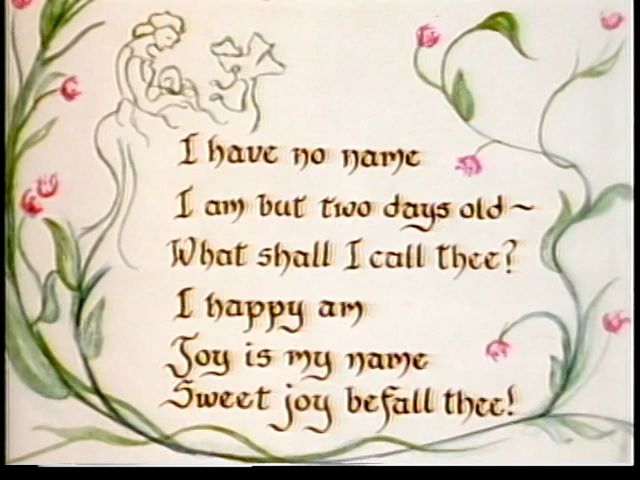 I have no name
I am but two days old ~
What shall I call thee?
I happy am
Joy is my name
Sweet joy befall thee!